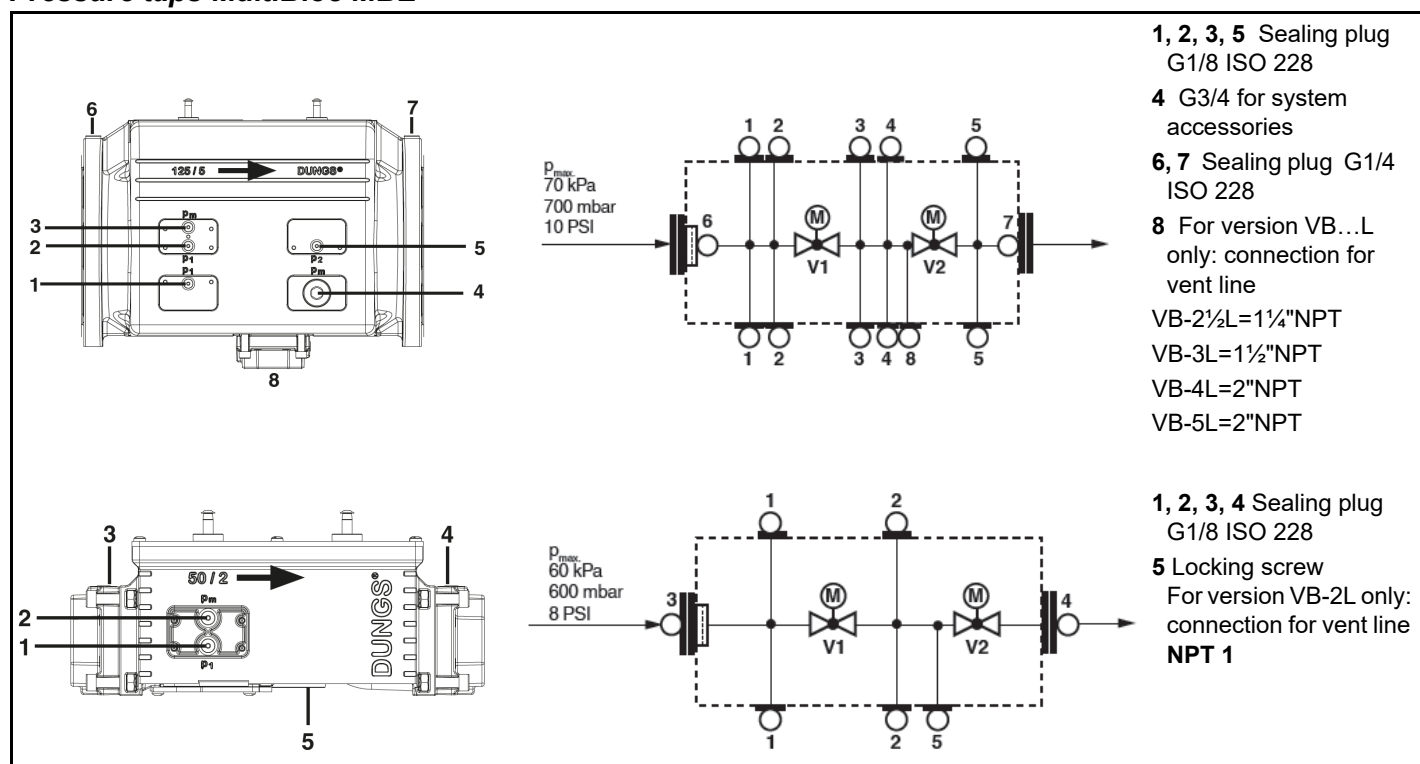 6
7
125 / 5
DUNGS®
Pm
3
2
P1
P1
1
5
P2
Pm
4
8
1 2 3 4 5
pmax.
70 kPa
700 mbar
10 PSI
6
M
V1
M
V2
7
1 2 3 4 8 5
1, 2, 3, 5 Sealing plug
G1/8 ISO 228
4 G3/4 for system
accessories
6, 7 Sealing plug G1/4
ISO 228
8 For version VB…L
only: connection for
vent line
VB-2½L=1¼"NPT
VB-3L=1½"NPT
VB-4L=2"NPT
VB-5L=2"NPT
3
4
50 / 2
DUNGS®
Pm
2
1
P1
5
1 2
pmax.
60 kPa
600 mbar
8 PSI
3
M
V1
M
V2
4
1 2 5
1, 2, 3, 4 Sealing plug
G1/8 ISO 228
5 Locking screw
For version VB-2L only:
connection for vent line
NPT 1